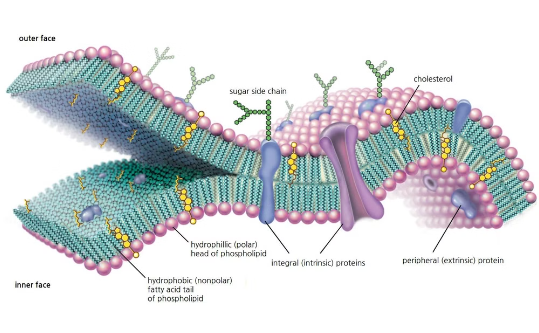 outer face
sugar side chain
cholesterol
hydrophillic (polar)
head of phospholipid
integral (intrinsic) proteins
peripheral (extrinsic) protein
hydrophobic (nonpolar)
fatty acid tail
of phospholipid
inner face